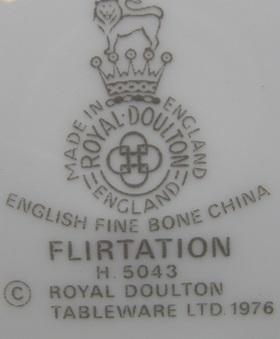 MADE IN ENGLAND
ROYAL·DOULTON
ENGLAND
ENGLISH FINE BONE CHINA
FLIRTATION
H. 5043
© ROYAL DOULTON
TABLEWARE LTD. 1976